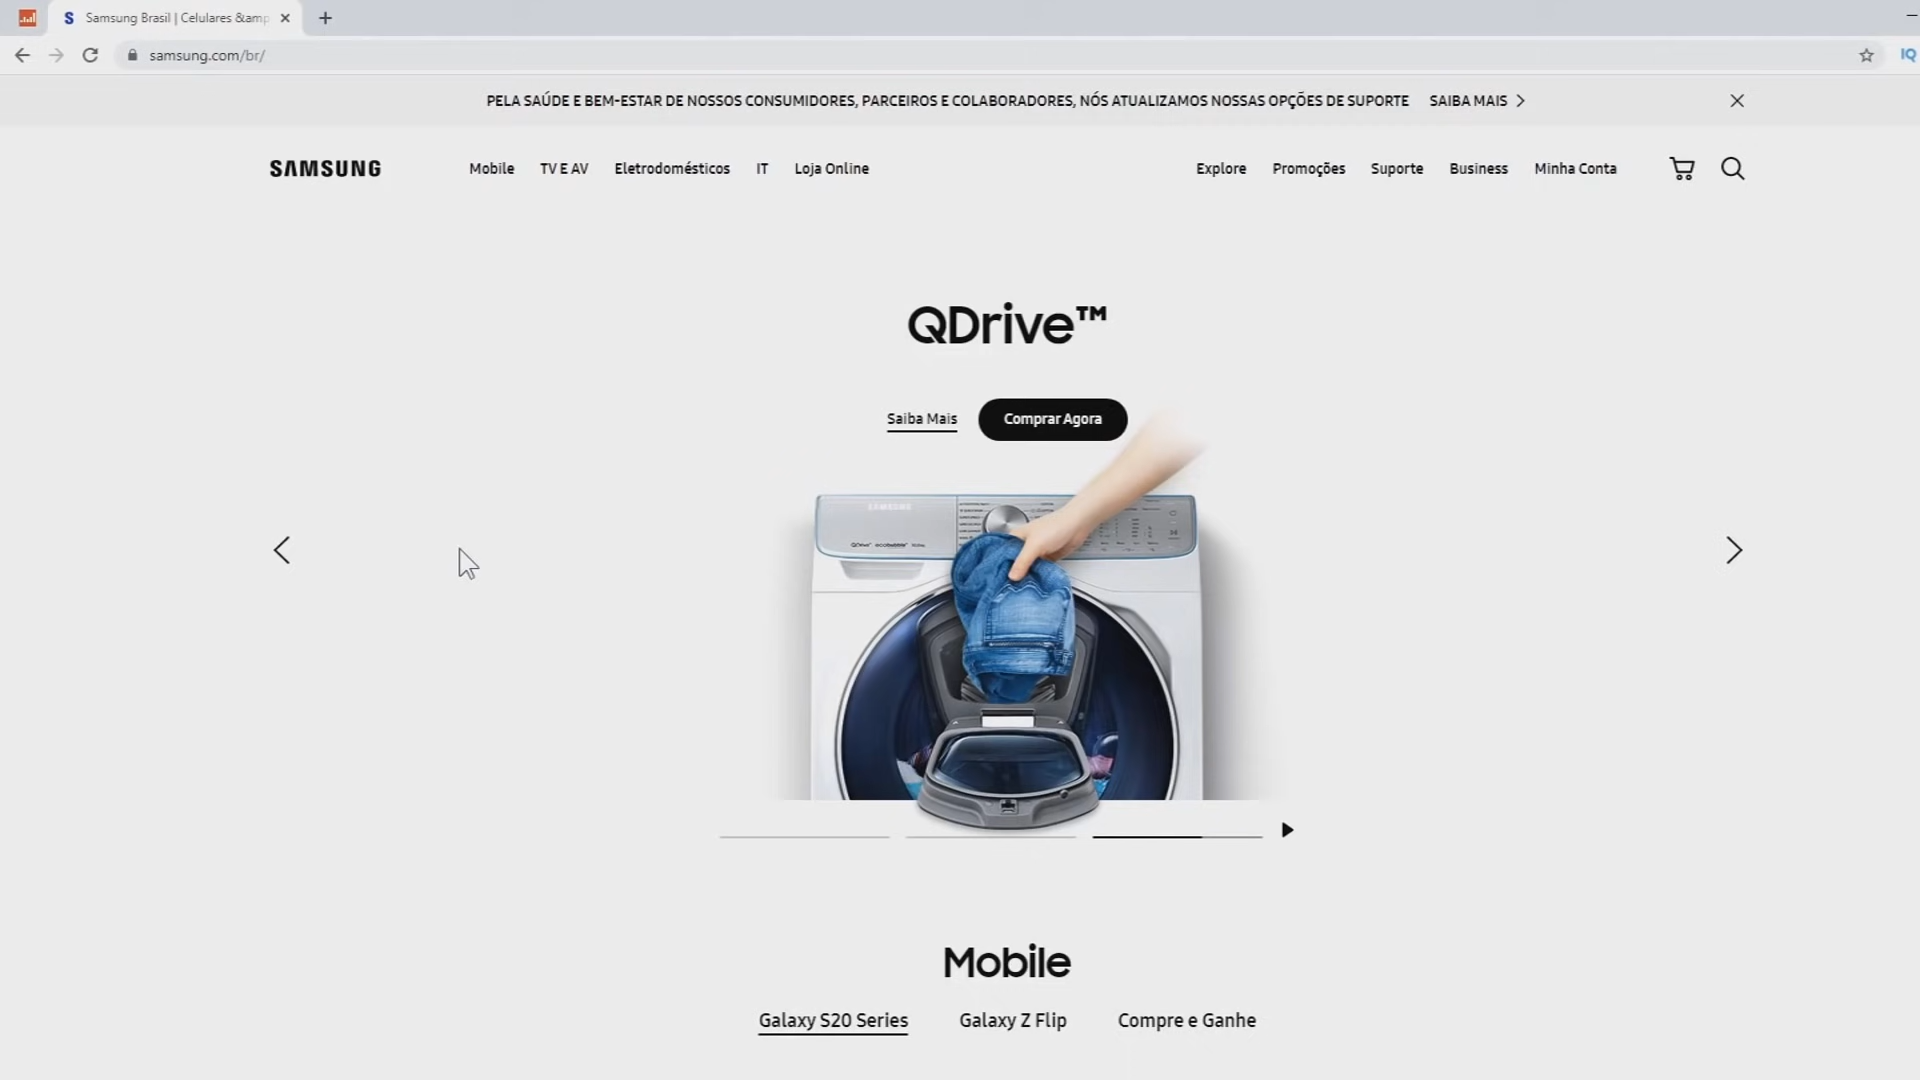 Samsung Brasil | Celulares &amp
samsung.com/br/
IQ
PELA SAÚDE E BEM-ESTAR DE NOSSOS CONSUMIDORES, PARCEIROS E COLABORADORES, NÓS ATUALIZAMOS NOSSAS OPÇÕES DE SUPORTE SAIBA MAIS
SAMSUNG Mobile TV E AV Eletrodomésticos IT Loja Online Explore Promoções Suporte Business Minha Conta
QDrive™
Saiba Mais Comprar Agora
SAMSUNG
Mobile
Galaxy S20 Series Galaxy Z Flip Compre e Ganhe